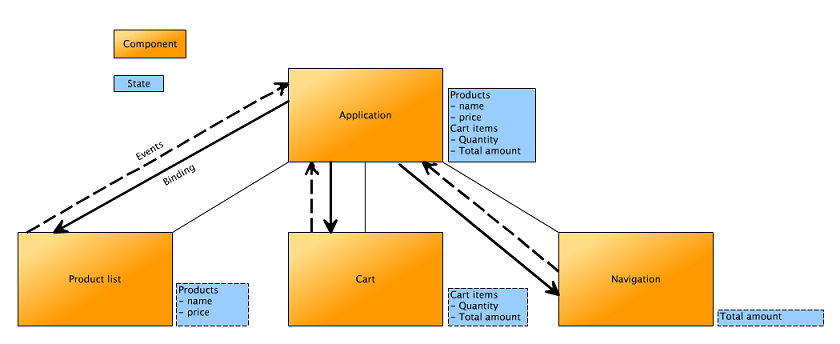 Component
State
Application
Products
- name
- price
Cart items
- Quantity
- Total amount
Events
Binding
Product list
Products
- name
- price
Cart
Cart items
- Quantity
- Total amount
Navigation
Total amount